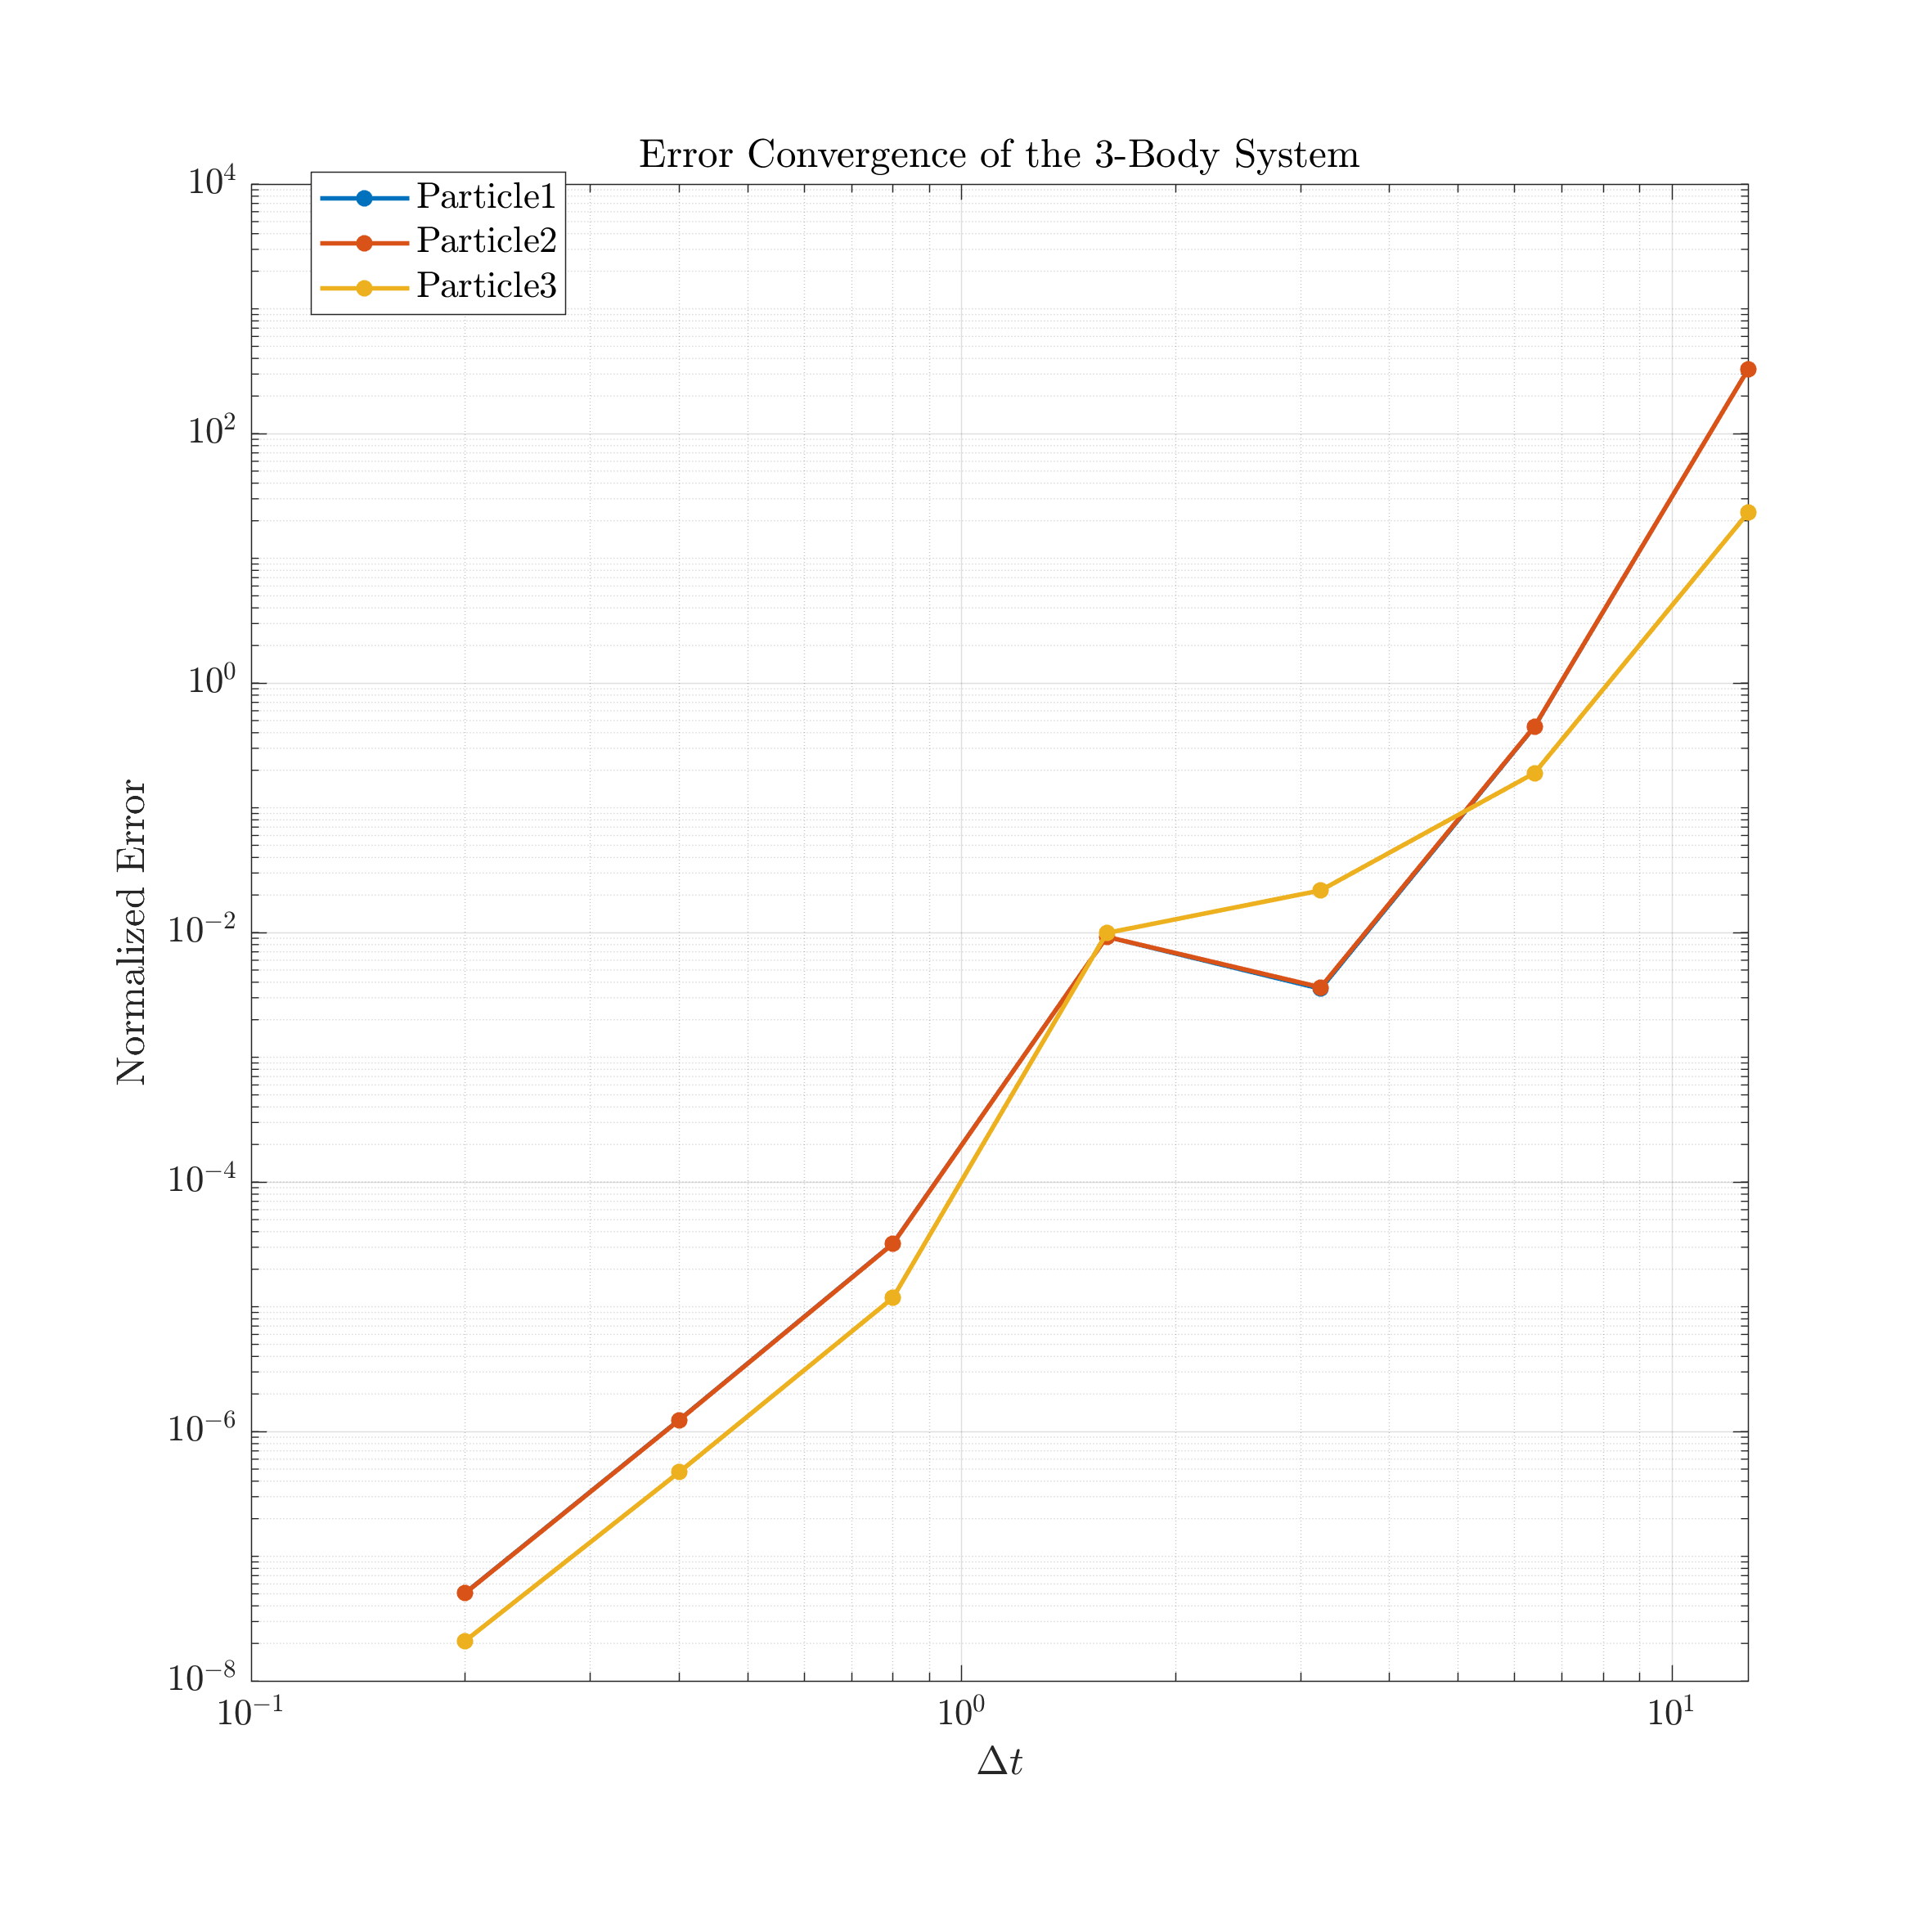 Error Convergence of the 3-Body System
Particle1
Particle2
Particle3
10^4
10^2
10^0
10^{-2}
10^{-4}
10^{-6}
10^{-8}
Normalized Error
10^{-1}
10^0
10^1
Δt